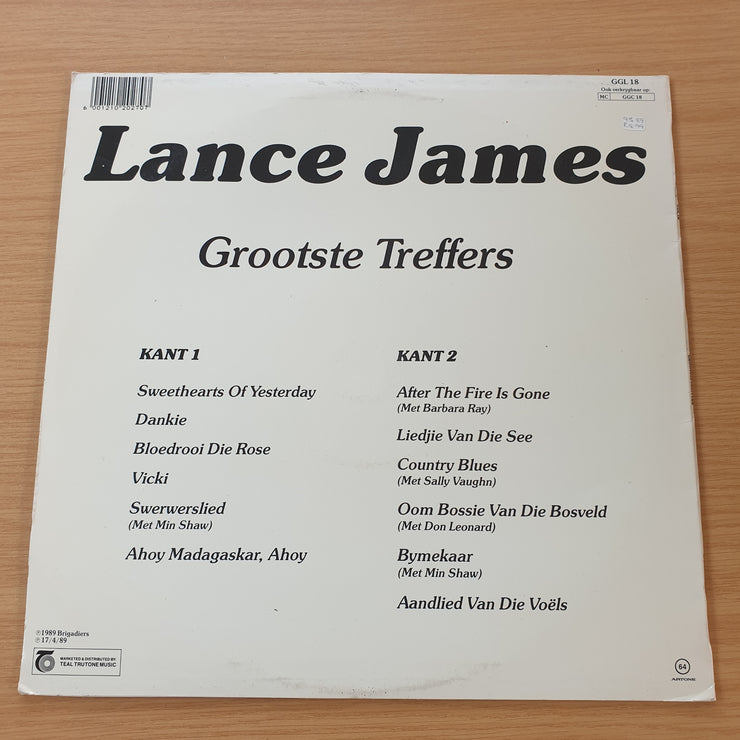 6 001210 202101
GGL 18
Ook verkrygbaar op:
MC GGC 18
Lance James
Grootste Treffers
KANT 1
Sweethearts Of Yesterday
Dankie
Bloedrooi Die Rose
Vicki
Swerwerslied
(Met Min Shaw)
Ahoy Madagaskar, Ahoy
KANT 2
After The Fire Is Gone
(Met Barbara Ray)
Liedjie Van Die See
Country Blues
(Met Sally Vaughn)
Oom Bossie Van Die Bosveld
(Met Don Leonard)
Bymekaar
(Met Min Shaw)
Aandlied Van Die Voëls
℗1989 Brigadiers
℗17/4/89
MARKETED & DISTRIBUTED BY
TEAL TRUTONE MUSIC
64
ARTONE